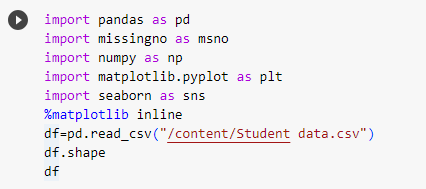 import pandas as pd
import missingno as msno
import numpy as np
import matplotlib.pyplot as plt
import seaborn as sns
%matplotlib inline
df=pd.read_csv("/content/Student data.csv")
df.shape
df